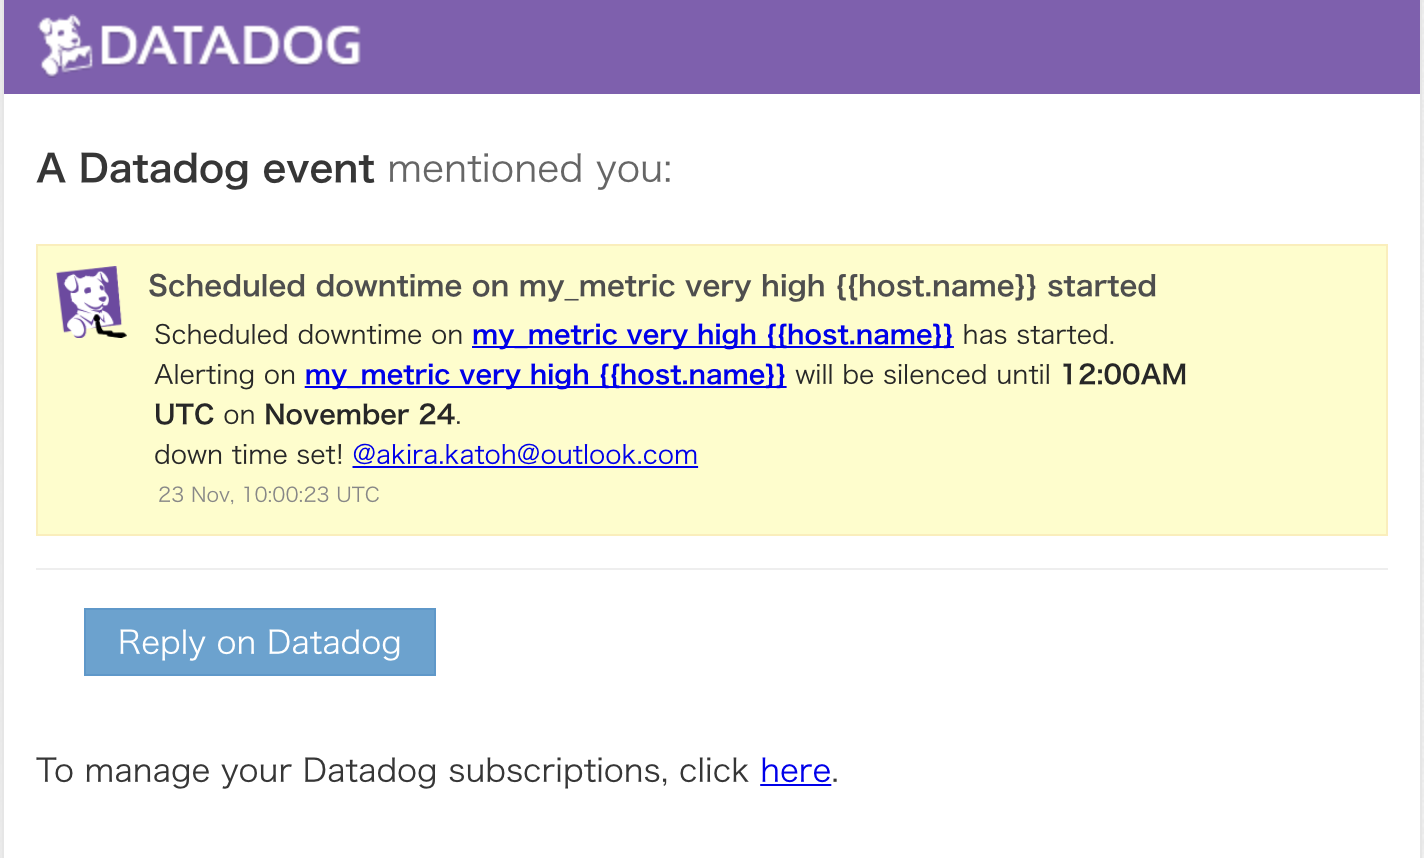 DATADOG
A Datadog event mentioned you:
Scheduled downtime on my_metric very high {{host.name}} started
Scheduled downtime on my_metric very high {{host.name}} has started.
Alerting on my_metric very high {{host.name}} will be silenced until 12:00AM
UTC on November 24.
down time set! @akira.katoh@outlook.com
23 Nov, 10:00:23 UTC
Reply on Datadog
To manage your Datadog subscriptions, click here.